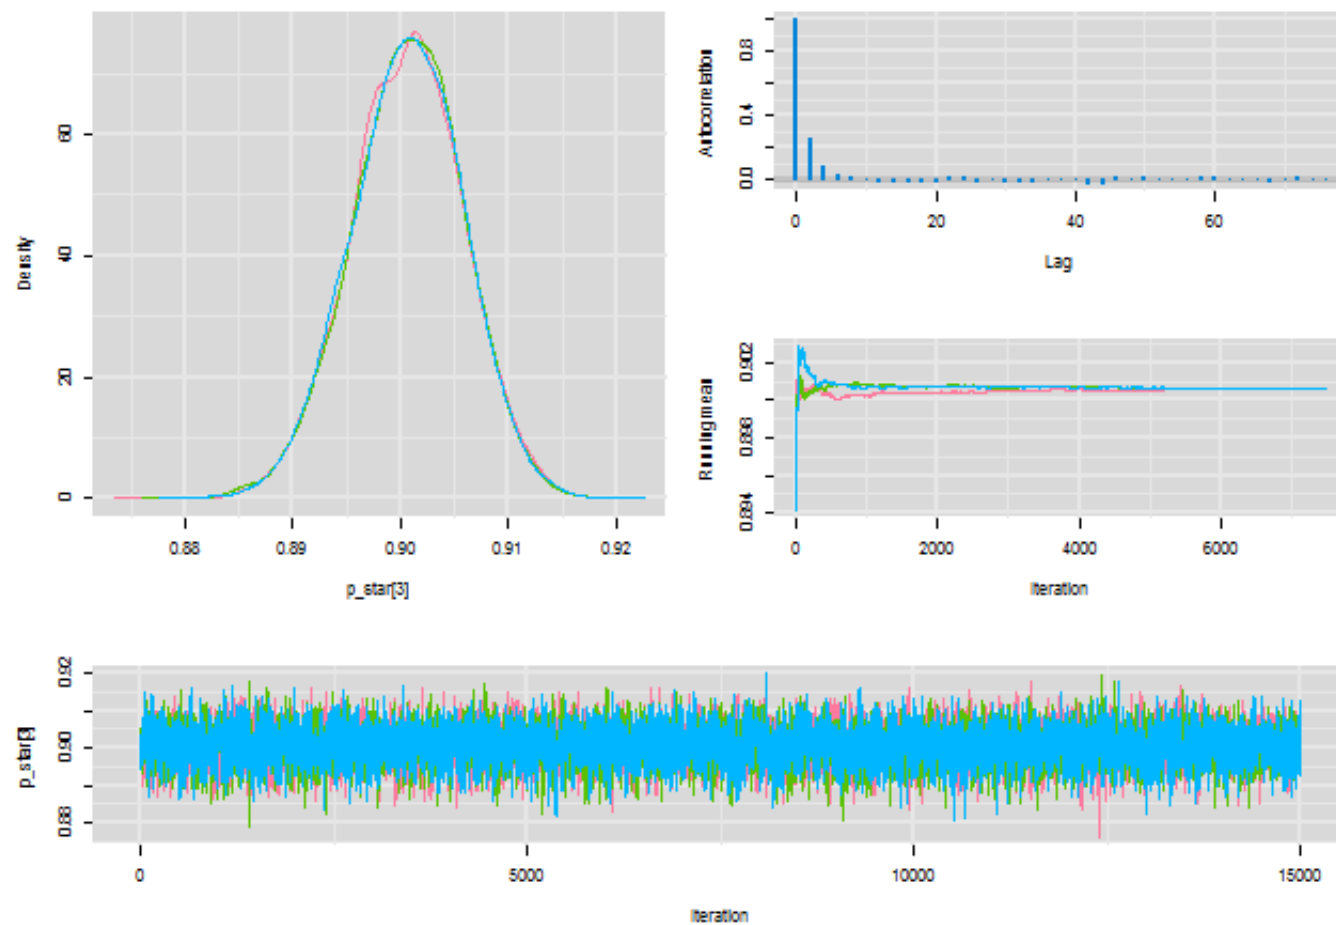 Density
60
40
20
0
0.88 0.89 0.90 0.91 0.92
p_star[3]
Autocorrelation
0.8
0.4
0.0
0 20 40 60
Lag
Running mean
0.902
0.898
0.894
0 2000 4000 6000
Iteration
p_star[3]
0.92
0.90
0.88
0 5000 10000 15000
Iteration